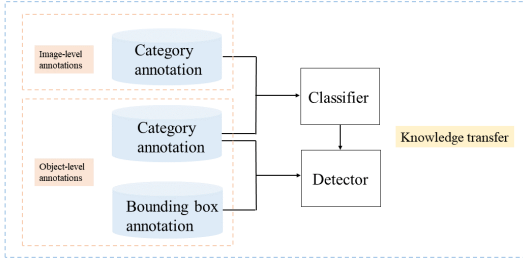 Image-level
annotations
Category
annotation
Classifier
Category
annotation
Knowledge transfer
Object-level
annotations
Detector
Bounding box
annotation